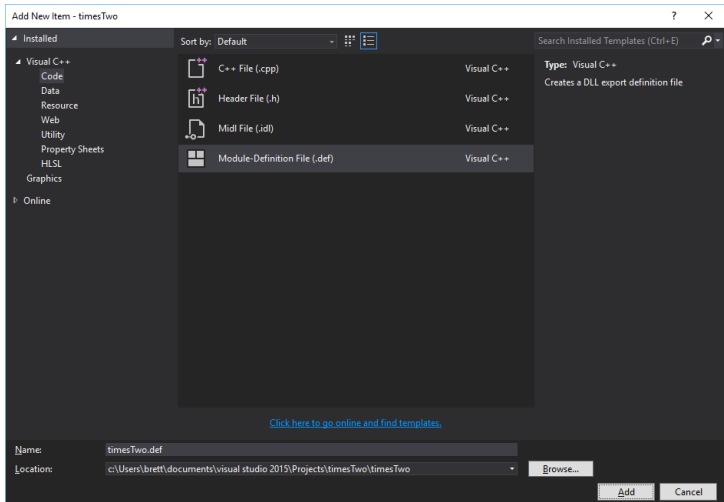 Add New Item - timesTwo
? X
Installed
Sort by: Default
Search Installed Templates (Ctrl+E)
Visual C++
Code
Data
Resource
Web
Utility
Property Sheets
HLSL
Graphics
Online
C++ File (.cpp) Visual C++
Header File (.h) Visual C++
Midl File (.idl) Visual C++
Module-Definition File (.def) Visual C++
Type: Visual C++
Creates a DLL export definition file
Click here to go online and find templates.
Name: timesTwo.def
Location: c:\Users\brett\documents\visual studio 2015\Projects\timesTwo\timesTwo Browse...
Add Cancel